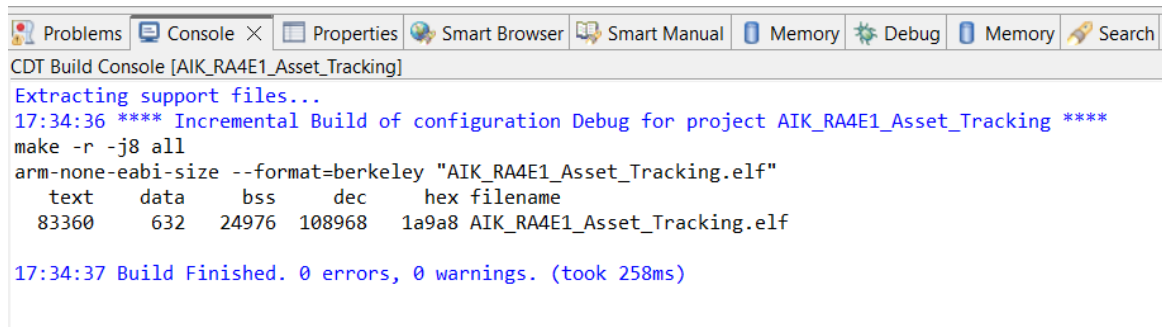 Problems Console Properties Smart Browser Smart Manual Memory Debug Memory Search
CDT Build Console [AIK_RA4E1_Asset_Tracking]
Extracting support files...
17:34:36 **** Incremental Build of configuration Debug for project AIK_RA4E1_Asset_Tracking ****
make -r -j8 all
arm-none-eabi-size --format=berkeley "AIK_RA4E1_Asset_Tracking.elf"
   text    data     bss     dec     hex filename
  83360     632   24976  108968   1a9a8 AIK_RA4E1_Asset_Tracking.elf
17:34:37 Build Finished. 0 errors, 0 warnings. (took 258ms)